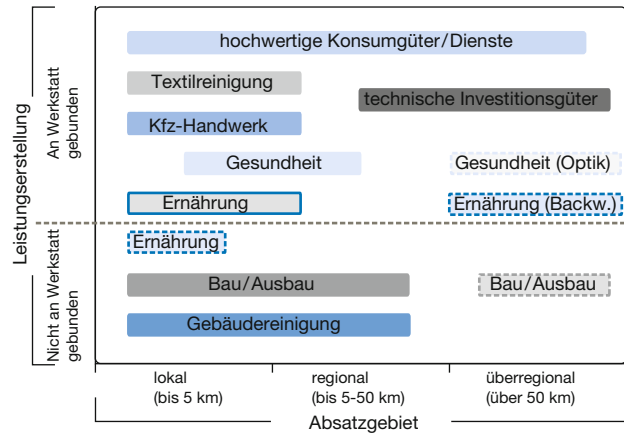 Leistungserstellung
An Werkstatt
gebunden
Nicht an Werkstatt
gebunden
hochwertige Konsumgüter/Dienste
Textilreinigung
technische Investitionsgüter
Kfz-Handwerk
Gesundheit
Gesundheit (Optik)
Ernährung
Ernährung (Backw.)
Ernährung
Bau/Ausbau
Bau/Ausbau
Gebäudereinigung
lokal
(bis 5 km)
regional
(bis 5-50 km)
überregional
(über 50 km)
Absatzgebiet